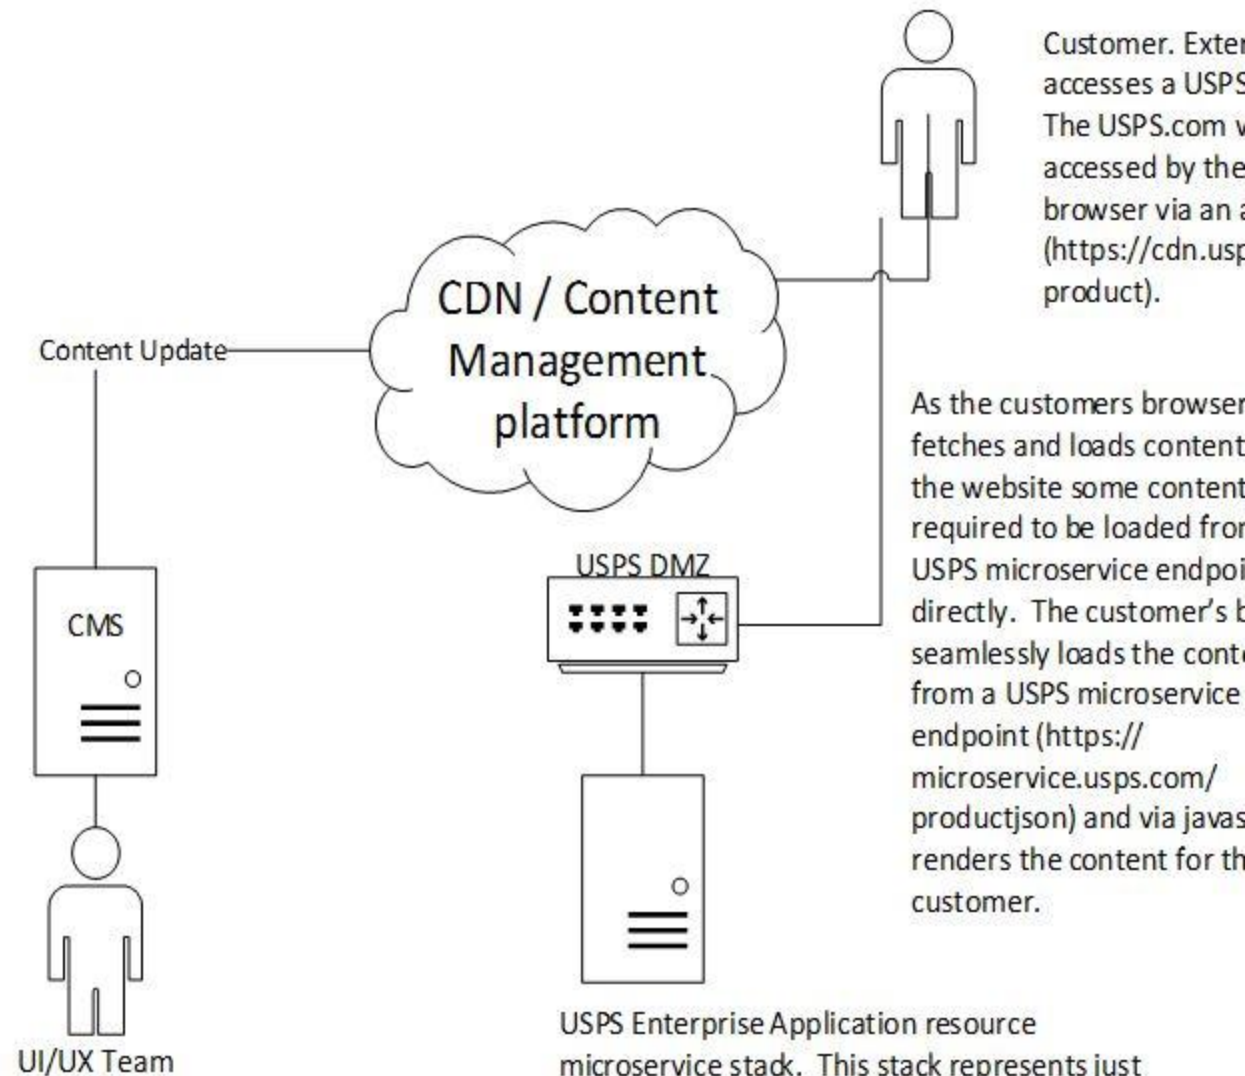 Customer. Exter
accesses a USPS
The USPS.com
accessed by the
browser via an a
(https://cdn.usp
product).
CDN / Content
Management
platform
Content Update
As the customers browser
fetches and loads content
the website some content
required to be loaded fro
USPS microservice endpoi
directly. The customer's b
seamlessly loads the conte
from a USPS microservice
endpoint (https://
microservice.usps.com/
productjson) and via javas
renders the content for th
customer.
USPS DMZ
CMS
UI/UX Team
USPS Enterprise Application resource
microservice stack. This stack represents just